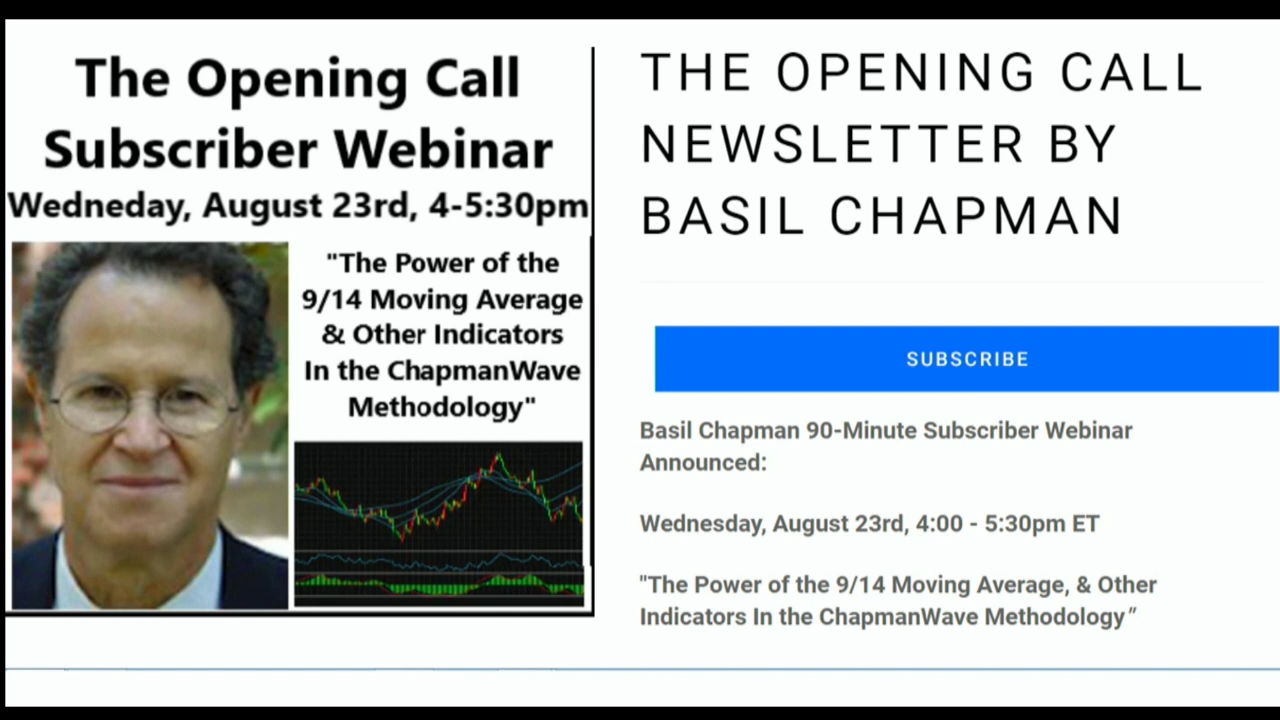 The Opening Call
Subscriber Webinar
Wedneday, August 23rd, 4-5:30pm
"The Power of the
9/14 Moving Average
& Other Indicators
In the ChapmanWave
Methodology"
THE OPENING CALL
NEWSLETTER BY
BASIL CHAPMAN
SUBSCRIBE
Basil Chapman 90-Minute Subscriber Webinar
Announced:
Wednesday, August 23rd, 4:00 - 5:30pm ET
"The Power of the 9/14 Moving Average, & Other
Indicators In the ChapmanWave Methodology”